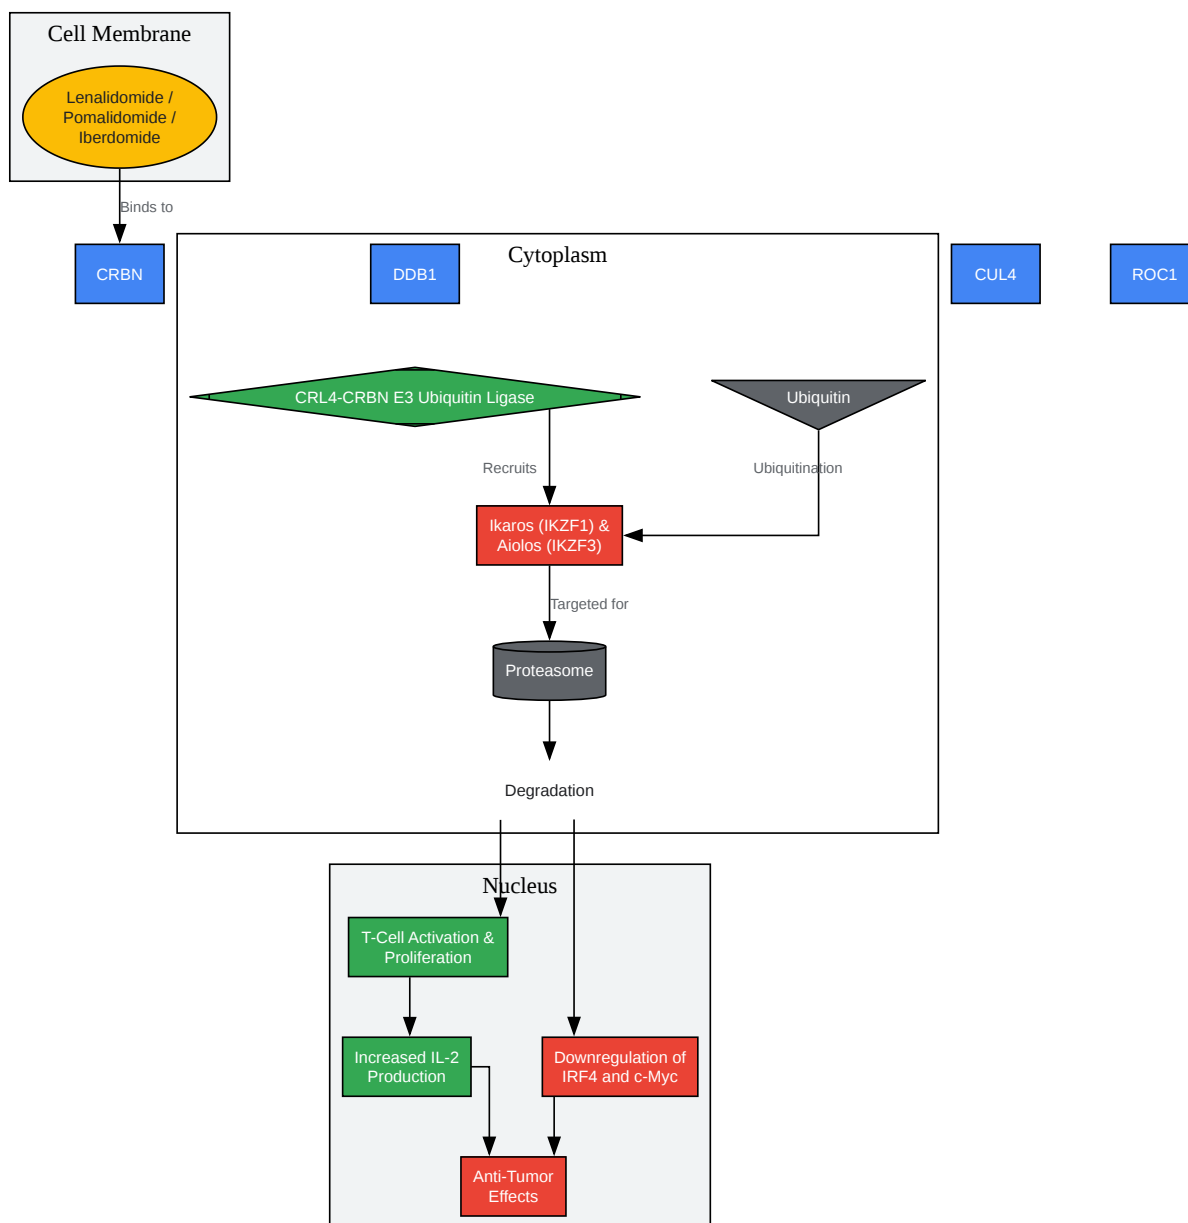 Cell Membrane
Lenalidomide /
Pomalidomide /
Iberdomide
Binds to
Cytoplasm
CRBN
DDB1
CUL4
ROC1
CRL4-CRBN E3 Ubiquitin Ligase
Ubiquitin
Recruits
Ubiquitination
Ikaros (IKZF1) &
Aiolos (IKZF3)
Targeted for
Proteasome
Degradation
Nucleus
T-Cell Activation &
Proliferation
Increased IL-2
Production
Downregulation of
IRF4 and c-Myc
Anti-Tumor
Effects